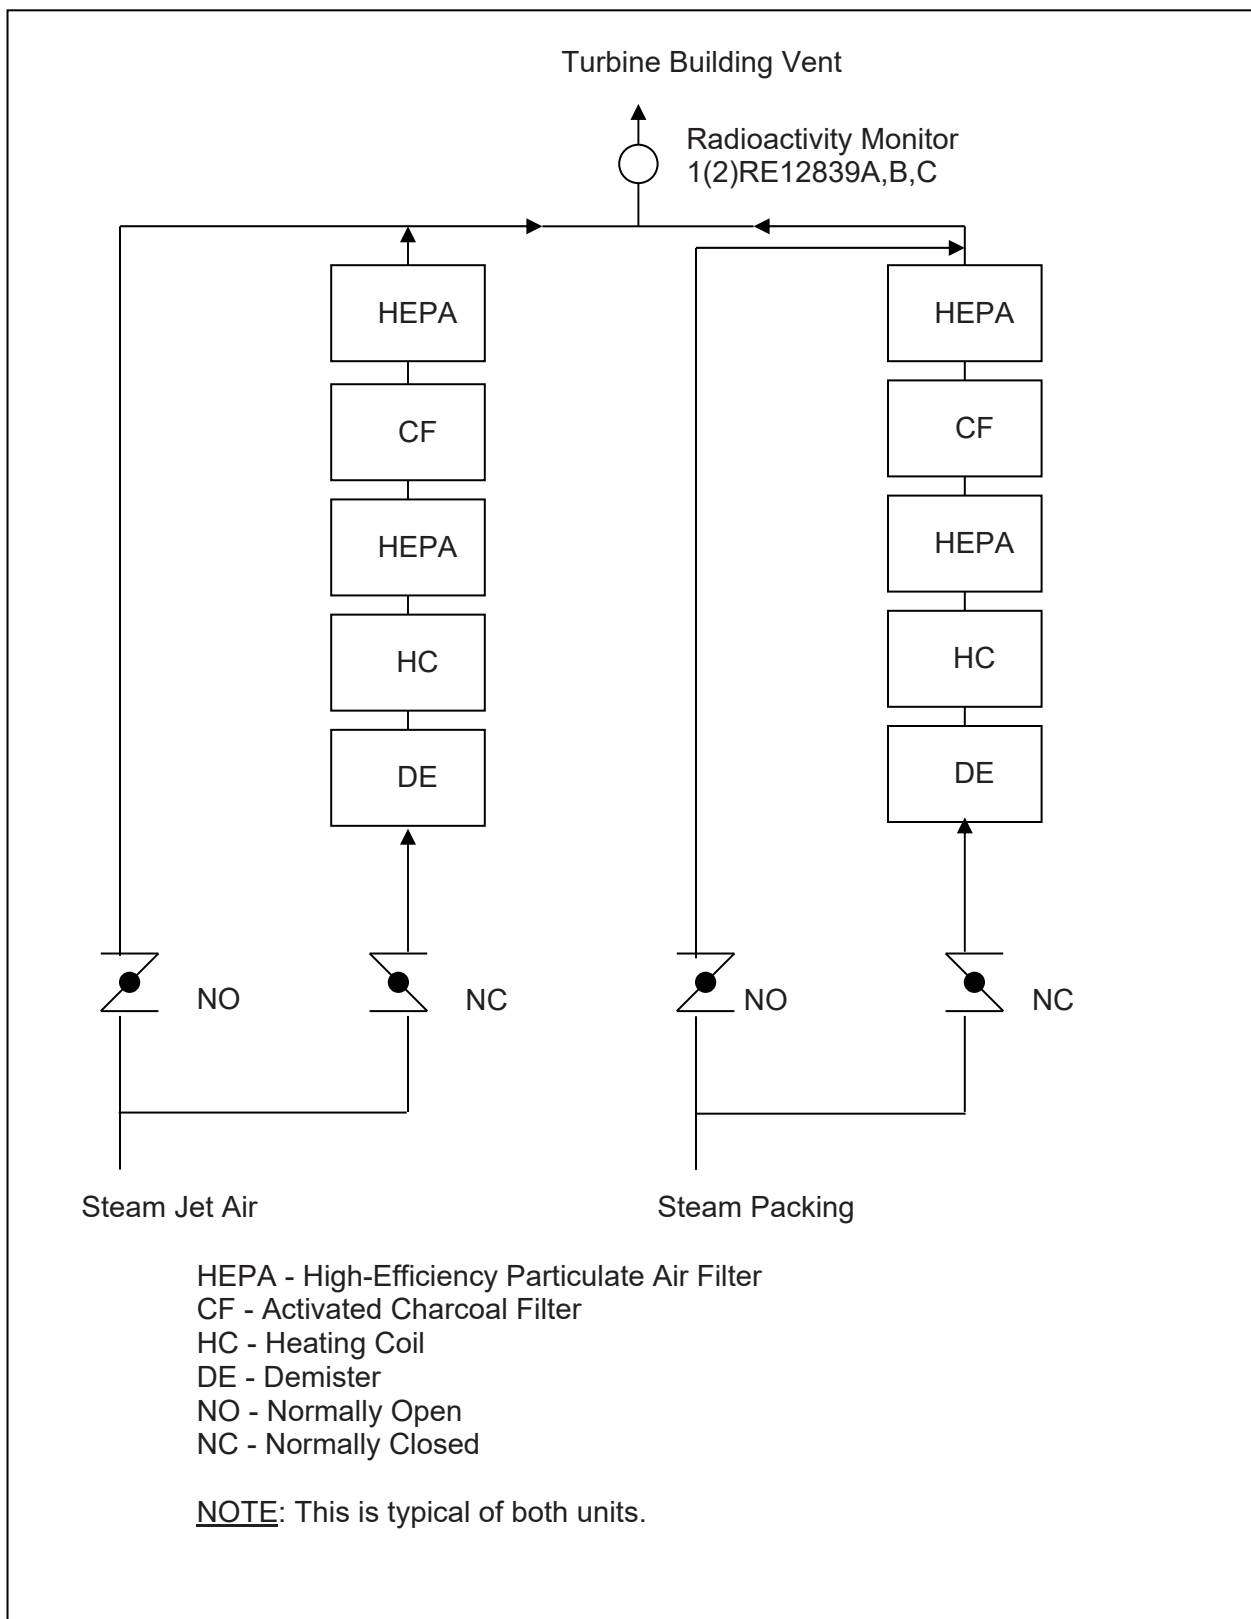 Turbine Building Vent
Radioactivity Monitor
1(2)RE12839A,B,C
HEPA
HEPA
CF
CF
HEPA
HEPA
HC
HC
DE
DE
NO
NC
NO
NC
Steam Jet Air
Steam Packing
HEPA - High-Efficiency Particulate Air Filter
CF - Activated Charcoal Filter
HC - Heating Coil
DE - Demister
NO - Normally Open
NC - Normally Closed
NOTE: This is typical of both units.